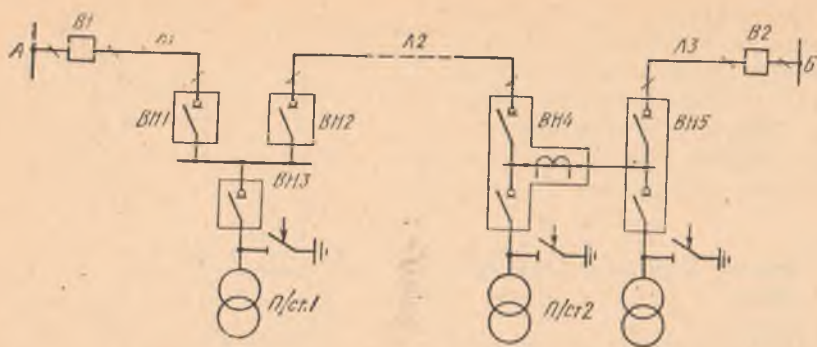 А
В1
Л1
Л2
Л3
В2
Б
ВН1
ВН2
ВН4
ВН5
ВН3
П/ст.1
П/ст2